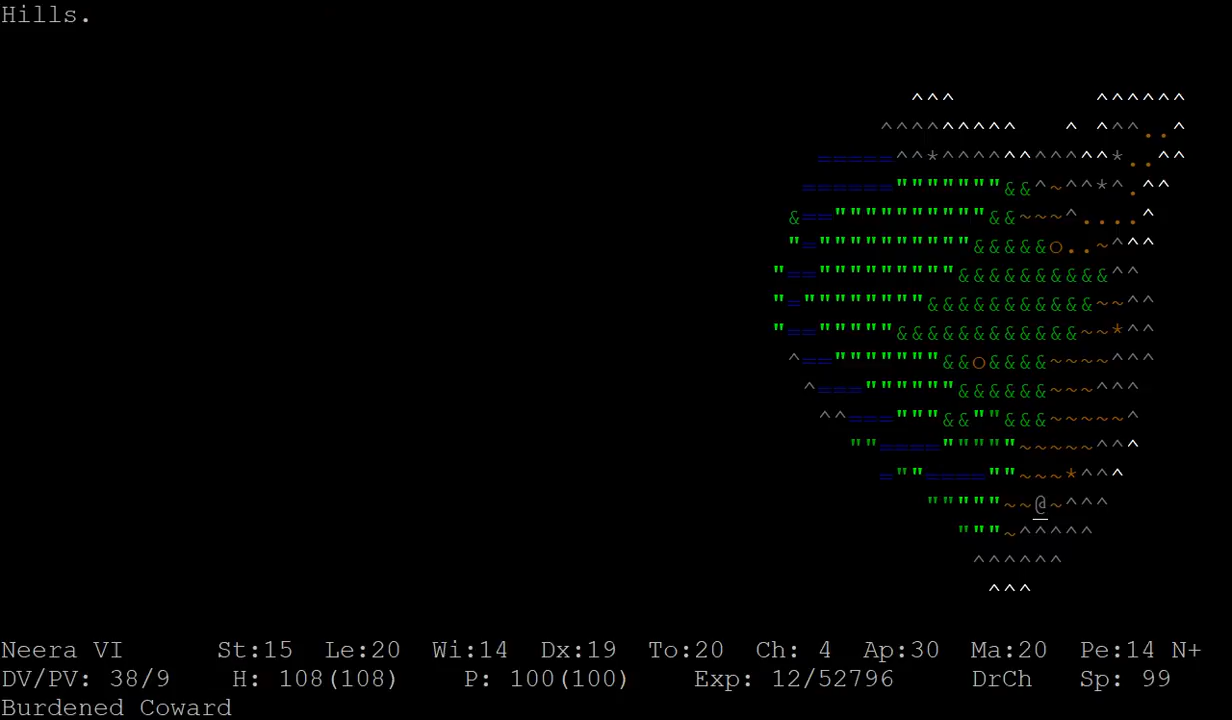 Hills.
^^^ ^^^^^^
^^^^^^^^^ ^ ^^^..^
=====^^*^^^^^^^^^^^*..^^
======"""""""&&^~^^*^.^^
&==""""""""""&&~~~^....^
"=""""""""""&&&&&o..~^^^
"=="""""""""&&&&&&&&&&^^
"=""""""""&&&&&&&&&&&~~^^
"=="""""&&&&&&&&&&&&~~*^^
^=="""""""&&o&&&&~~~~^^^
^===""""""&&&&&&~~~^^^
^^==="""&&""&&&~~~~~^
""===="""""~~~~~^^^
=""====""~~~*^^^
"""""~~@~^^^
"""~^^^^^
^^^^^^
^^^
Neera VI St:15 Le:20 Wi:14 Dx:19 To:20 Ch: 4 Ap:30 Ma:20 Pe:14 N+
DV/PV: 38/9 H: 108(108) P: 100(100) Exp: 12/52796 DrCh Sp: 99
Burdened Coward